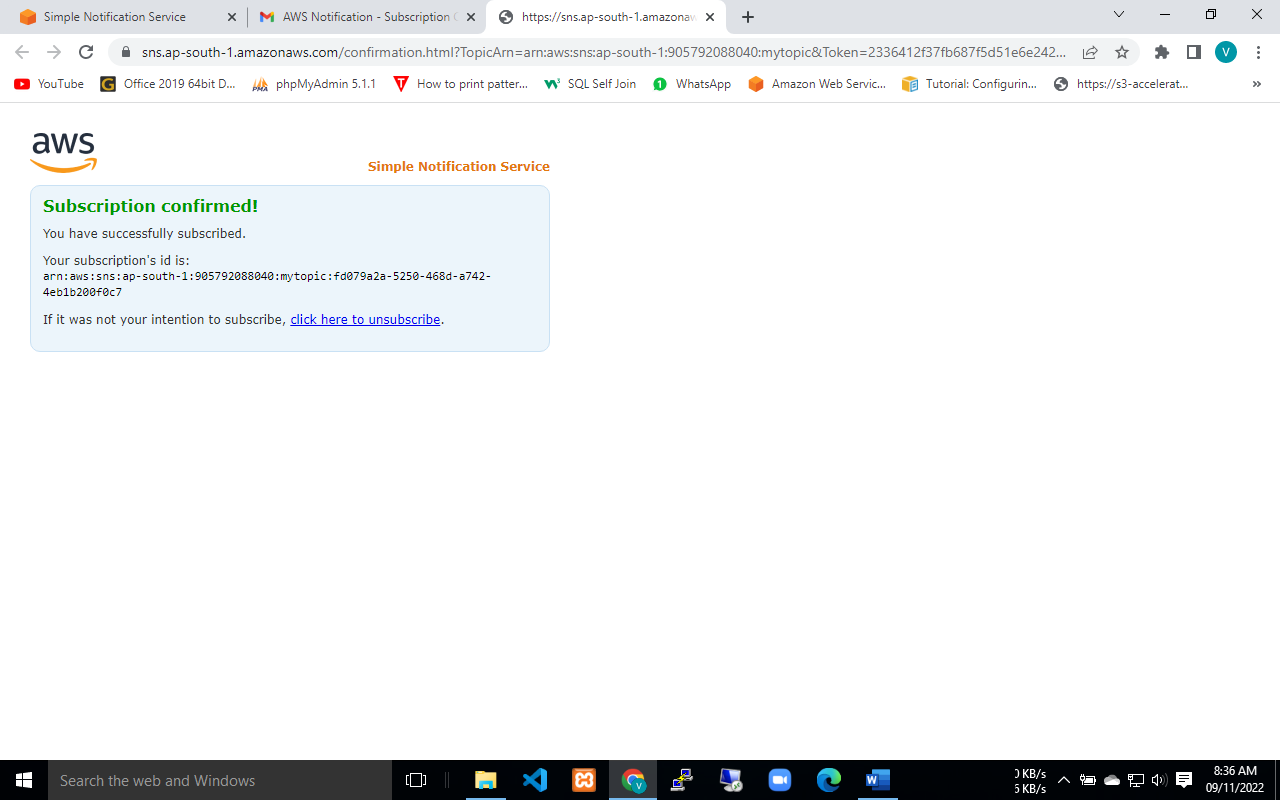 Simple Notification Service
AWS Notification - Subscription
https://sns.ap-south-1.amazonaw
sns.ap-south-1.amazonaws.com/confirmation.html?TopicArn=arn:aws:sns:ap-south-1:905792088040:mytopic&Token=2336412f37fb687f5d51e6e242...
V
YouTube
Office 2019 64bit D...
phpMyAdmin 5.1.1
How to print patter...
SQL Self Join
WhatsApp
Amazon Web Servic...
Tutorial: Configurin...
https://s3-accelerat...
»
aws
Simple Notification Service
Subscription confirmed!
You have successfully subscribed.
Your subscription's id is:
arn:aws:sns:ap-south-1:905792088040:mytopic:fd079a2a-5250-468d-a742-
4eb1b200f0c7
If it was not your intention to subscribe, click here to unsubscribe.
Search the web and Windows
KB/s
KB/s
8:36 AM
09/11/2022